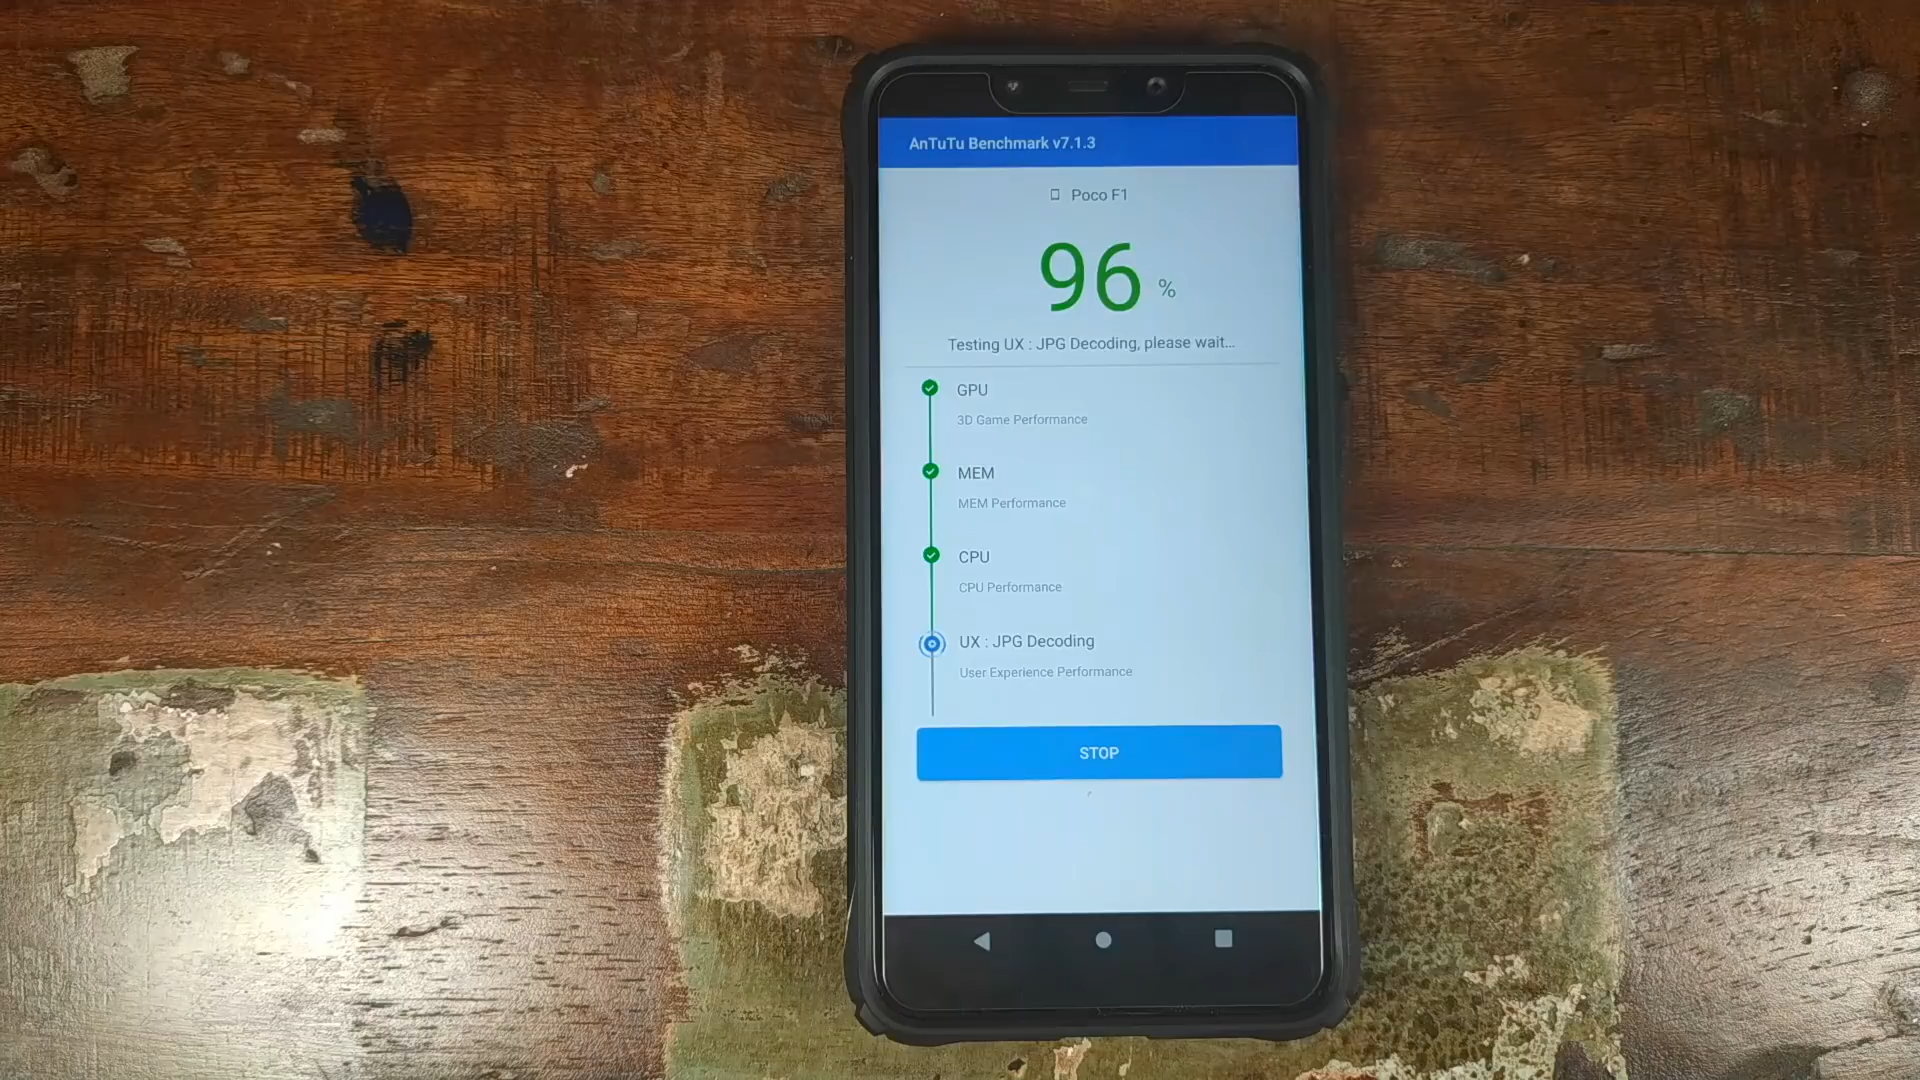 AnTuTu Benchmark v7.1.3
Poco F1
96 %
Testing UX : JPG Decoding, please wait...
GPU
3D Game Performance
MEM
MEM Performance
CPU
CPU Performance
UX : JPG Decoding
User Experience Performance
STOP